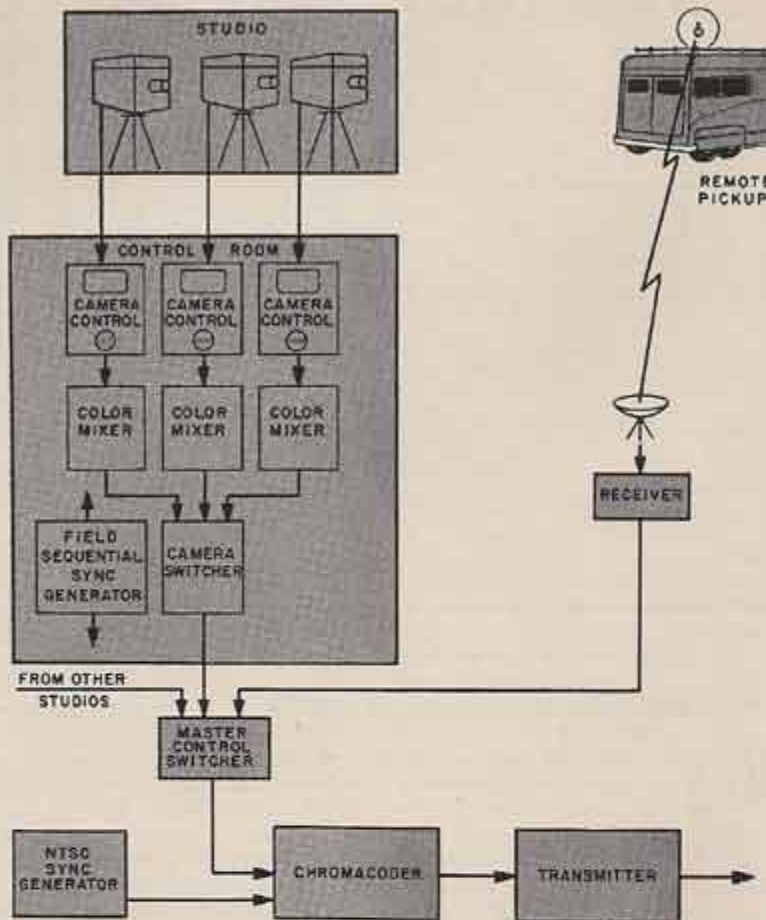 STUDIO
REMOTE
PICKUP
CONTROL ROOM
CAMERA
CONTROL
CAMERA
CONTROL
CAMERA
CONTROL
COLOR
MIXER
COLOR
MIXER
COLOR
MIXER
RECEIVER
FIELD
SEQUENTIAL
SYNC
GENERATOR
CAMERA
SWITCHER
FROM OTHER
STUDIOS
MASTER
CONTROL
SWITCHER
NTSC
SYNC
GENERATOR
CHROMACODER
TRANSMITTER